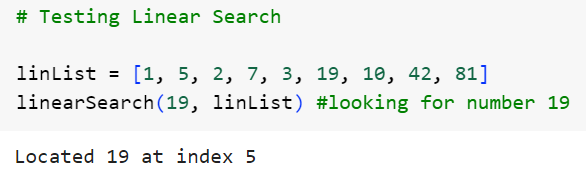 # Testing Linear Search
linList = [1, 5, 2, 7, 3, 19, 10, 42, 81]
linearSearch(19, linList) #looking for number 19
Located 19 at index 5